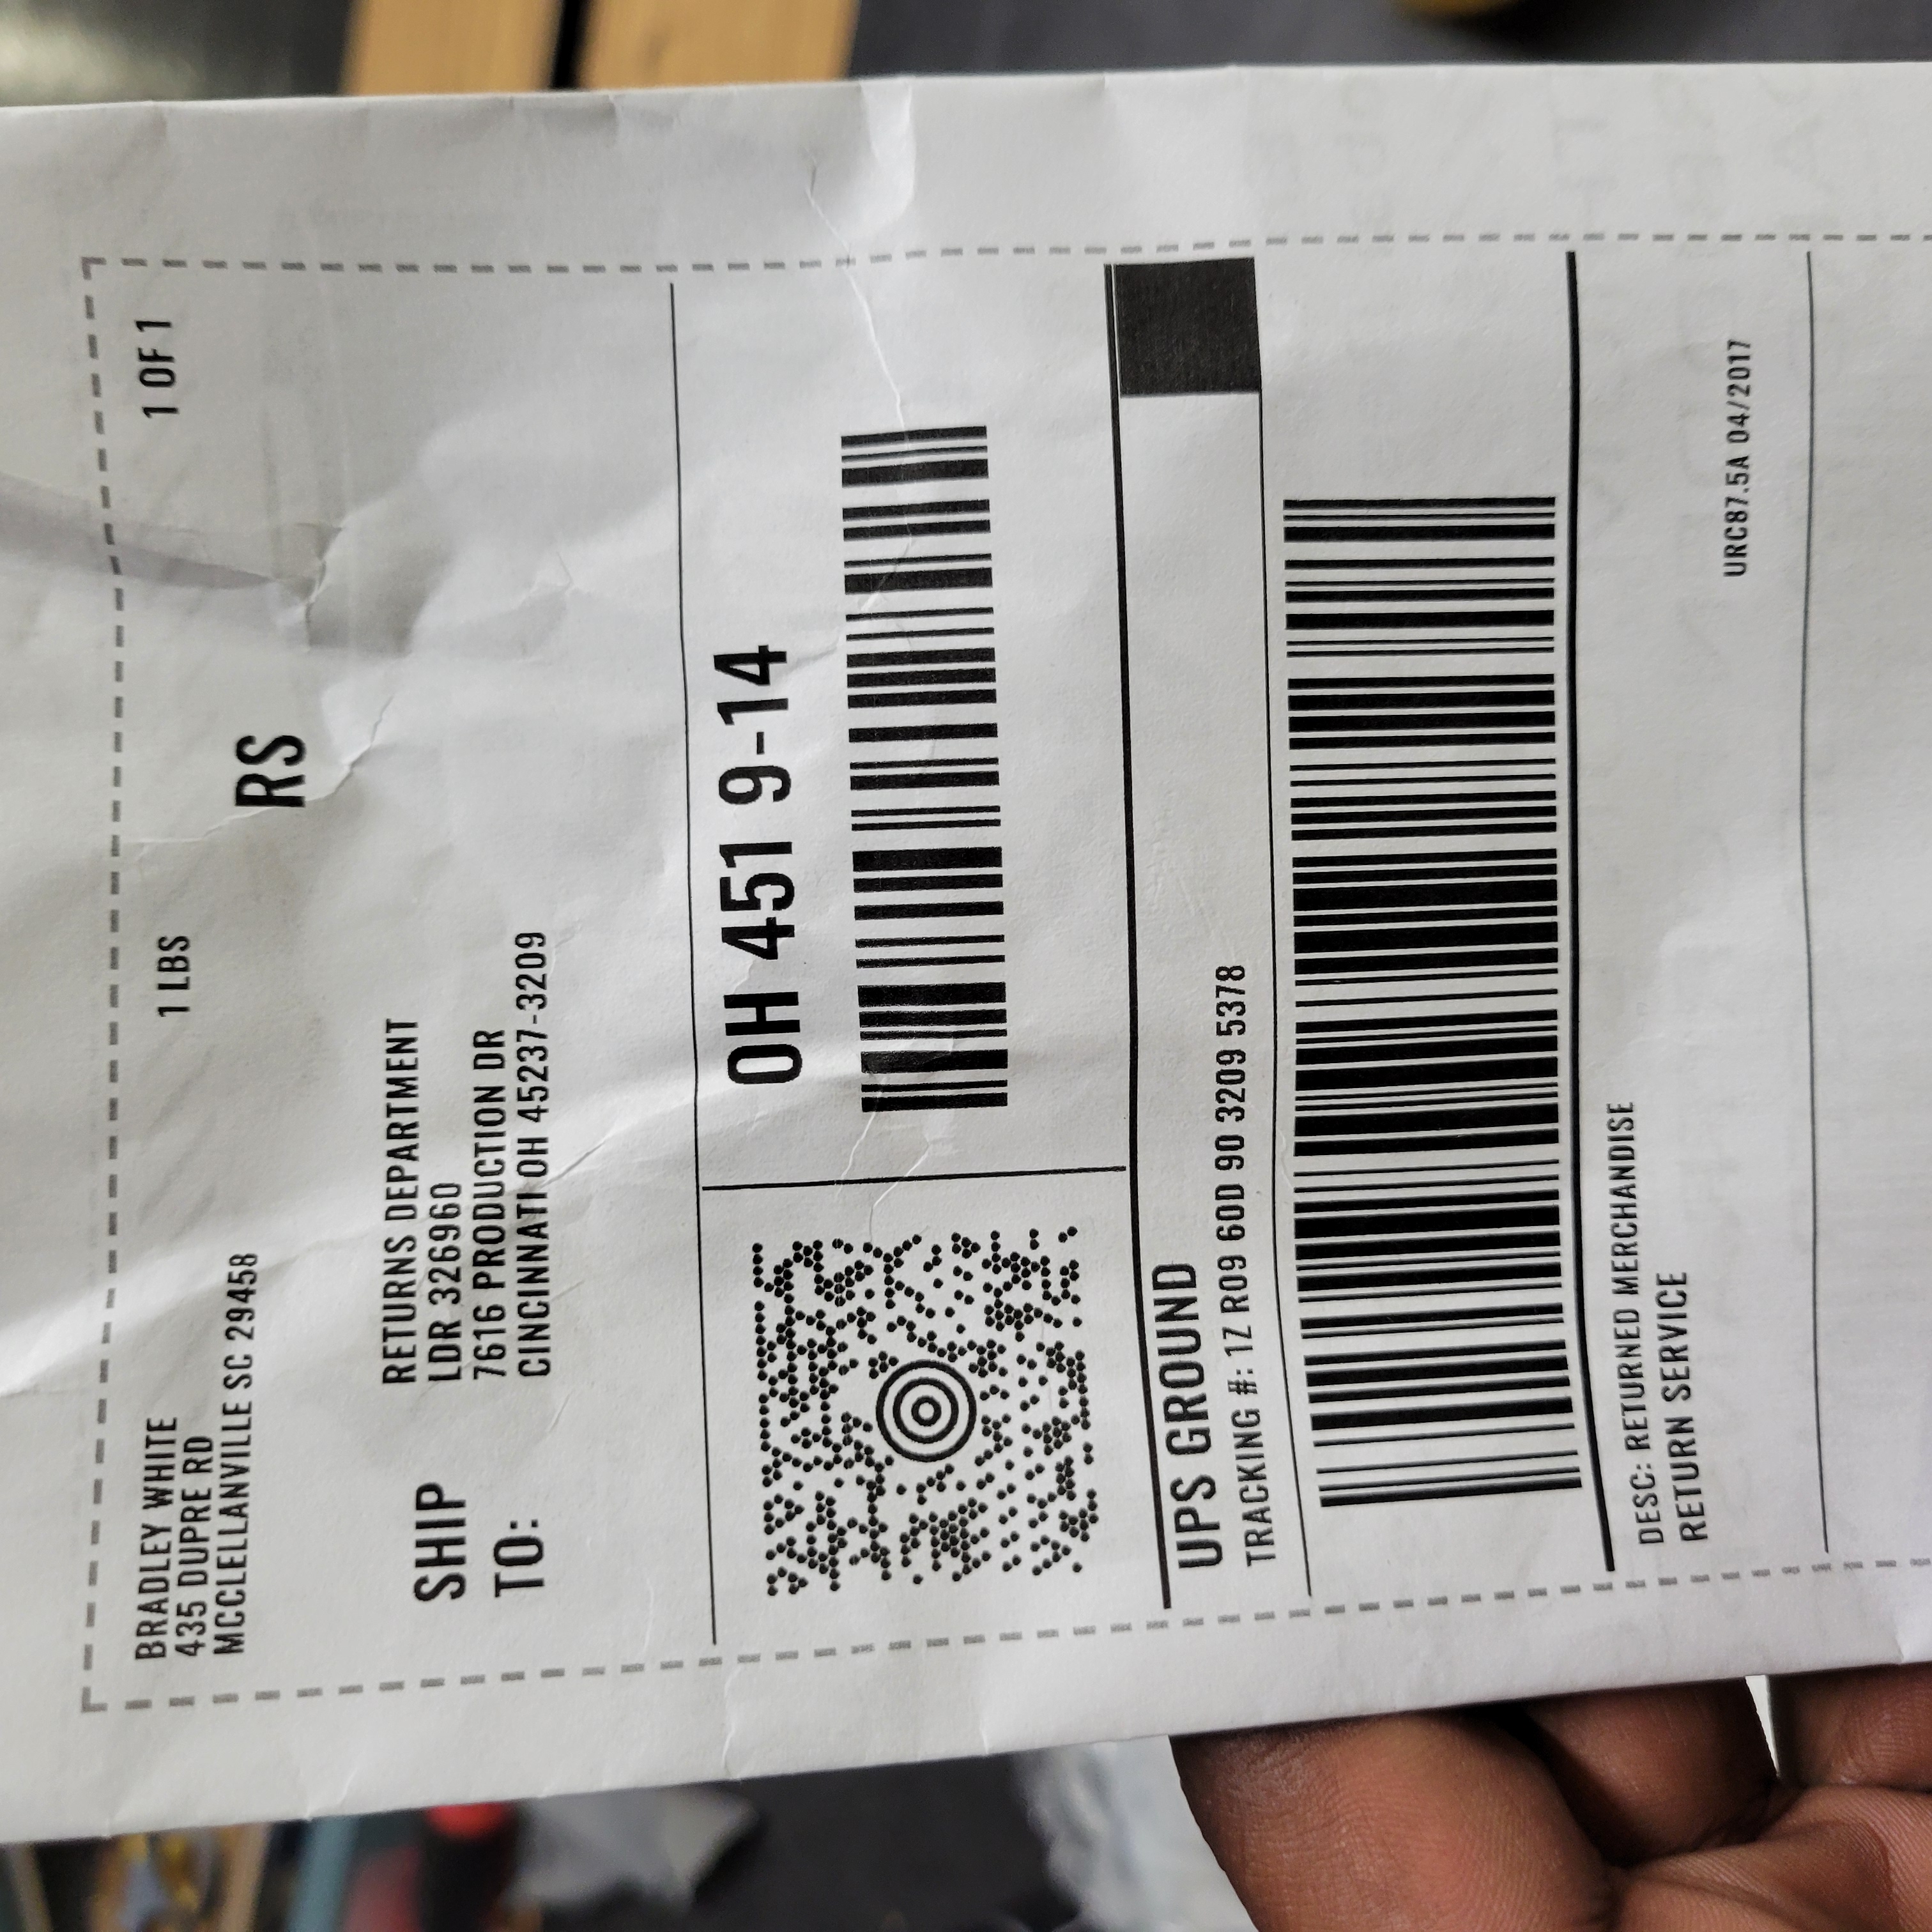 BRADLEY WHITE
435 DUPRE RD
MCCLELLANVILLE SC 29458
1 LBS
1 OF 1
RS
SHIP
TO:
RETURNS DEPARTMENT
LDR 326960
7616 PRODUCTION DR
CINCINNATI OH 45237-3209
OH 451 9-14
UPS GROUND
TRACKING #: 1Z R09 60D 90 3209 5378
DESC: RETURNED MERCHANDISE
RETURN SERVICE
URC87.5A 04/2017